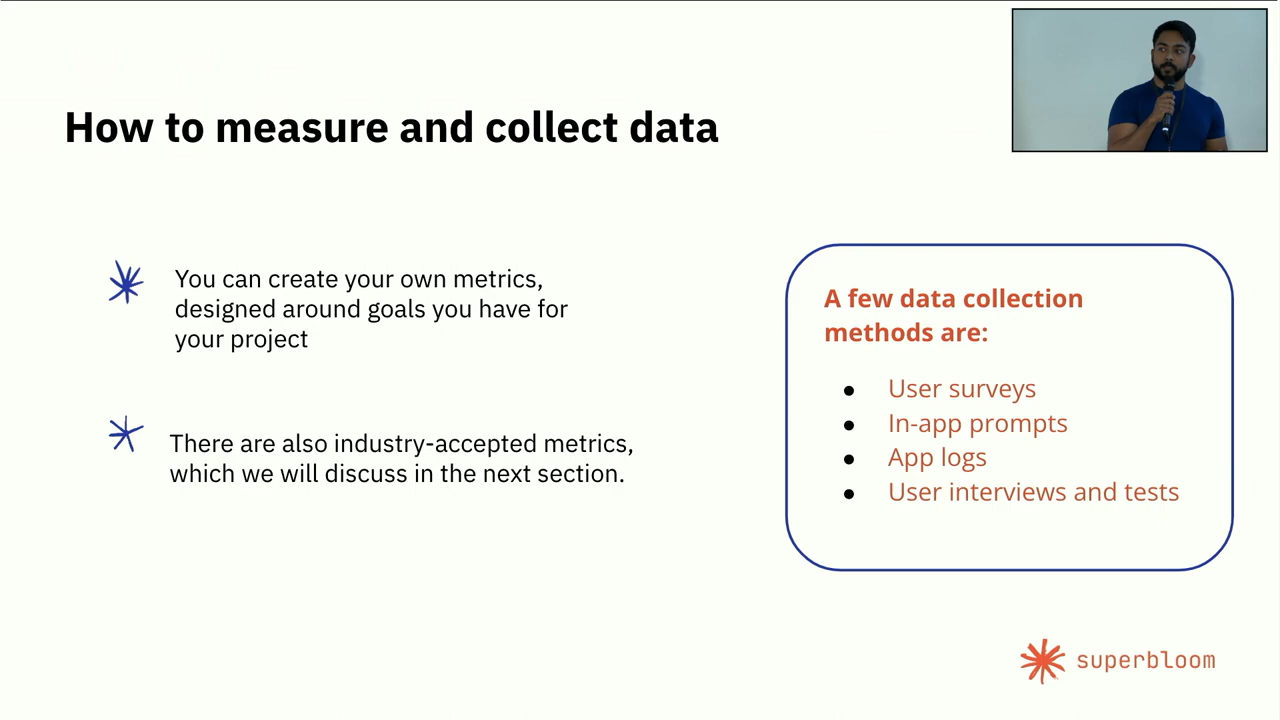 How to measure and collect data
You can create your own metrics,
designed around goals you have for
your project
There are also industry-accepted metrics,
which we will discuss in the next section.
A few data collection
methods are:
● User surveys
● In-app prompts
● App logs
● User interviews and tests
superbloom